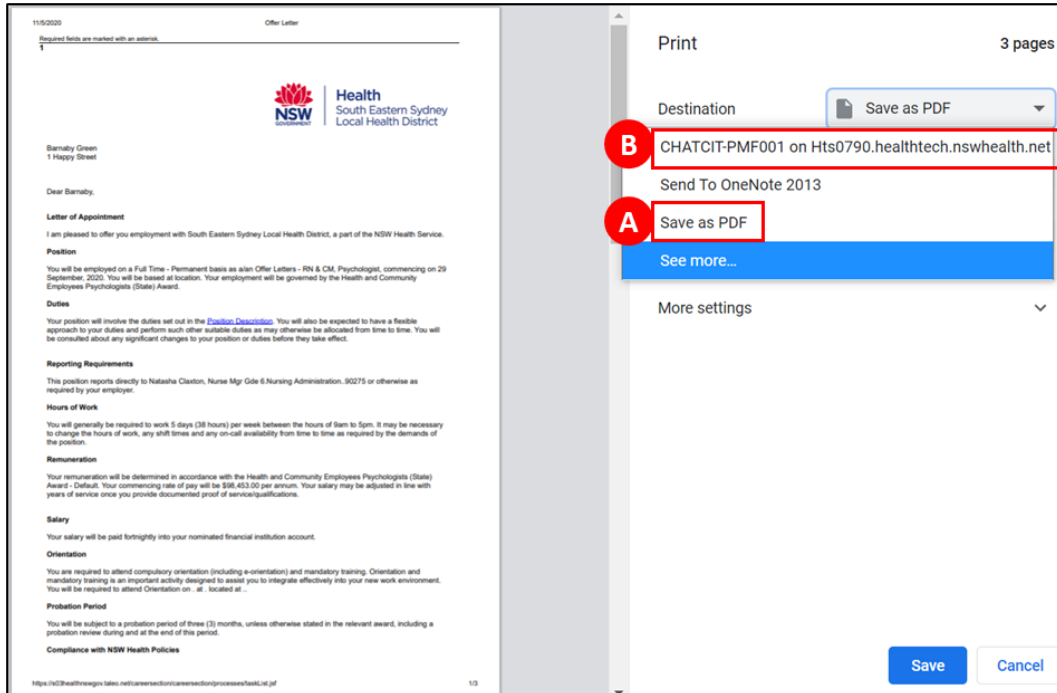 11/5/2020 Offer Letter
Required fields are marked with an asterisk.
1
NSW
GOVERNMENT
Health
South Eastern Sydney
Local Health District
Barnaby Green
1 Happy Street
Dear Barnaby,
Letter of Appointment
I am pleased to offer you employment with South Eastern Sydney Local Health District, a part of the NSW Health Service.
Position
You will be employed on a Full Time - Permanent basis as a/an Offer Letters - RN & CM, Psychologist, commencing on 29
September, 2020. You will be based at location. Your employment will be governed by the Health and Community
Employees Psychologists (State) Award.
Duties
Your position will involve the duties set out in the Position Description. You will also be expected to have a flexible
approach to your duties and perform such other suitable duties as may otherwise be allocated from time to time. You will
be consulted about any significant changes to your position or duties before they take effect.
Reporting Requirements
This position reports directly to Natasha Claxton, Nurse Mgr Gde 6.Nursing Administration..90275 or otherwise as
required by your employer.
Hours of Work
You will generally be required to work 5 days (38 hours) per week between the hours of 9am to 5pm. It may be necessary
to change the hours of work, any shift times and any on-call availability from time to time as required by the demands of
the position.
Remuneration
Your remuneration will be determined in accordance with the Health and Community Employees Psychologists (State)
Award - Default. Your commencing rate of pay will be $98,453.00 per annum. Your salary may be adjusted in line with
years of service once you provide documented proof of service/qualifications.
Salary
Your salary will be paid fortnightly into your nominated financial institution account.
Orientation
You are required to attend compulsory orientation (including e-orientation) and mandatory training. Orientation and
mandatory training is an important activity designed to assist you to integrate effectively into your new work environment.
You will be required to attend Orientation on . at . located at ..
Probation Period
You will be subject to a probation period of three (3) months, unless otherwise stated in the relevant award, including a
probation review during and at the end of this period.
Compliance with NSW Health Policies
https://s03healthnswgov.taleo.net/careersection/careersection/processes/taskList.jsf 1/3
Print 3 pages
Destination Save as PDF
B CHATCIT-PMF001 on Hts0790.healthtech.nswhealth.net
Send To OneNote 2013
A Save as PDF
See more...
More settings
Save Cancel